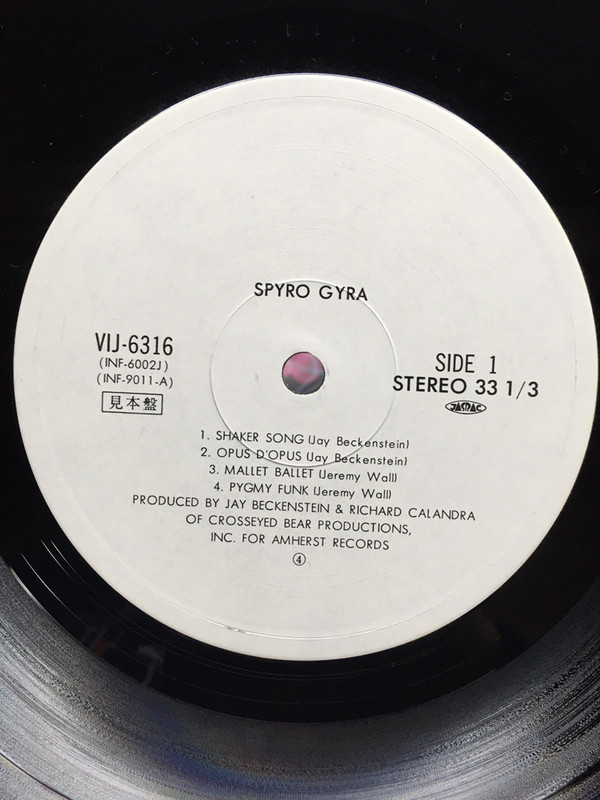 SPYRO GYRA
VIJ-6316
(INF-6002J)
(INF-9011-A)
見本盤
SIDE 1
STEREO 33 1/3
JASRAC
1. SHAKER SONG (Jay Beckenstein)
2. OPUS D'OPUS (Jay Beckenstein)
3. MALLET BALLET (Jeremy Wall)
4. PYGMY FUNK (Jeremy Wall)
PRODUCED BY JAY BECKENSTEIN & RICHARD CALANDRA
OF CROSSEYED BEAR PRODUCTIONS,
INC. FOR AMHERST RECORDS
④